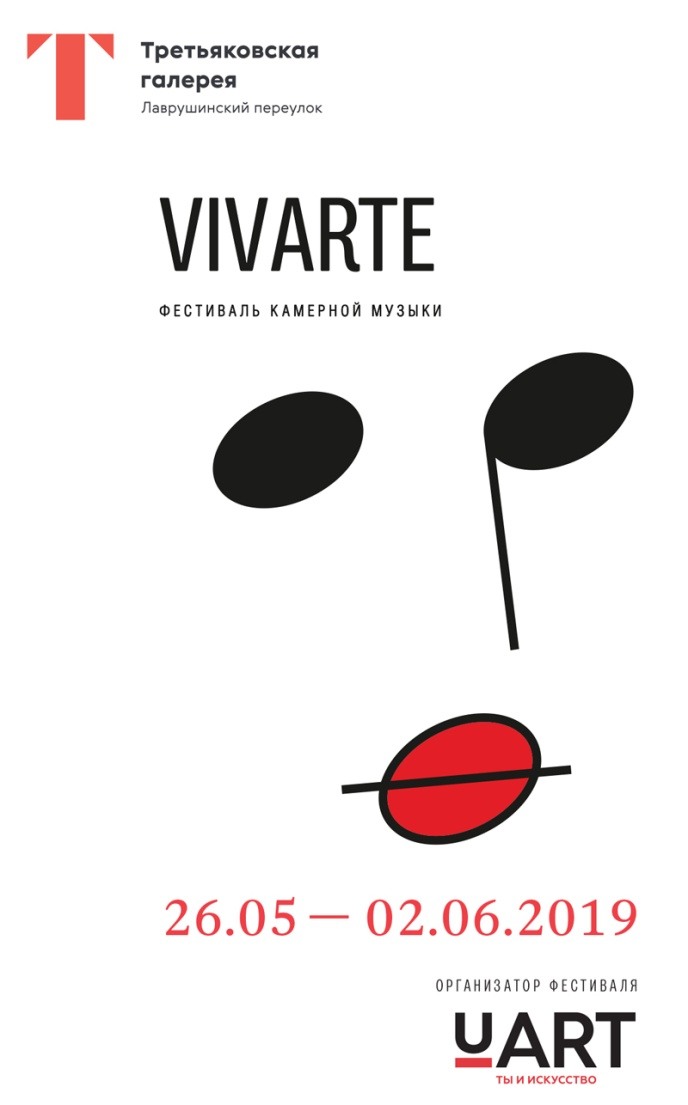 Третьяковская
галерея
Лаврушинский переулок
VIVARTE
ФЕСТИВАЛЬ КАМЕРНОЙ МУЗЫКИ
26.05 — 02.06.2019
ОРГАНИЗАТОР ФЕСТИВАЛЯ
uART
ТЫ И ИСКУССТВО